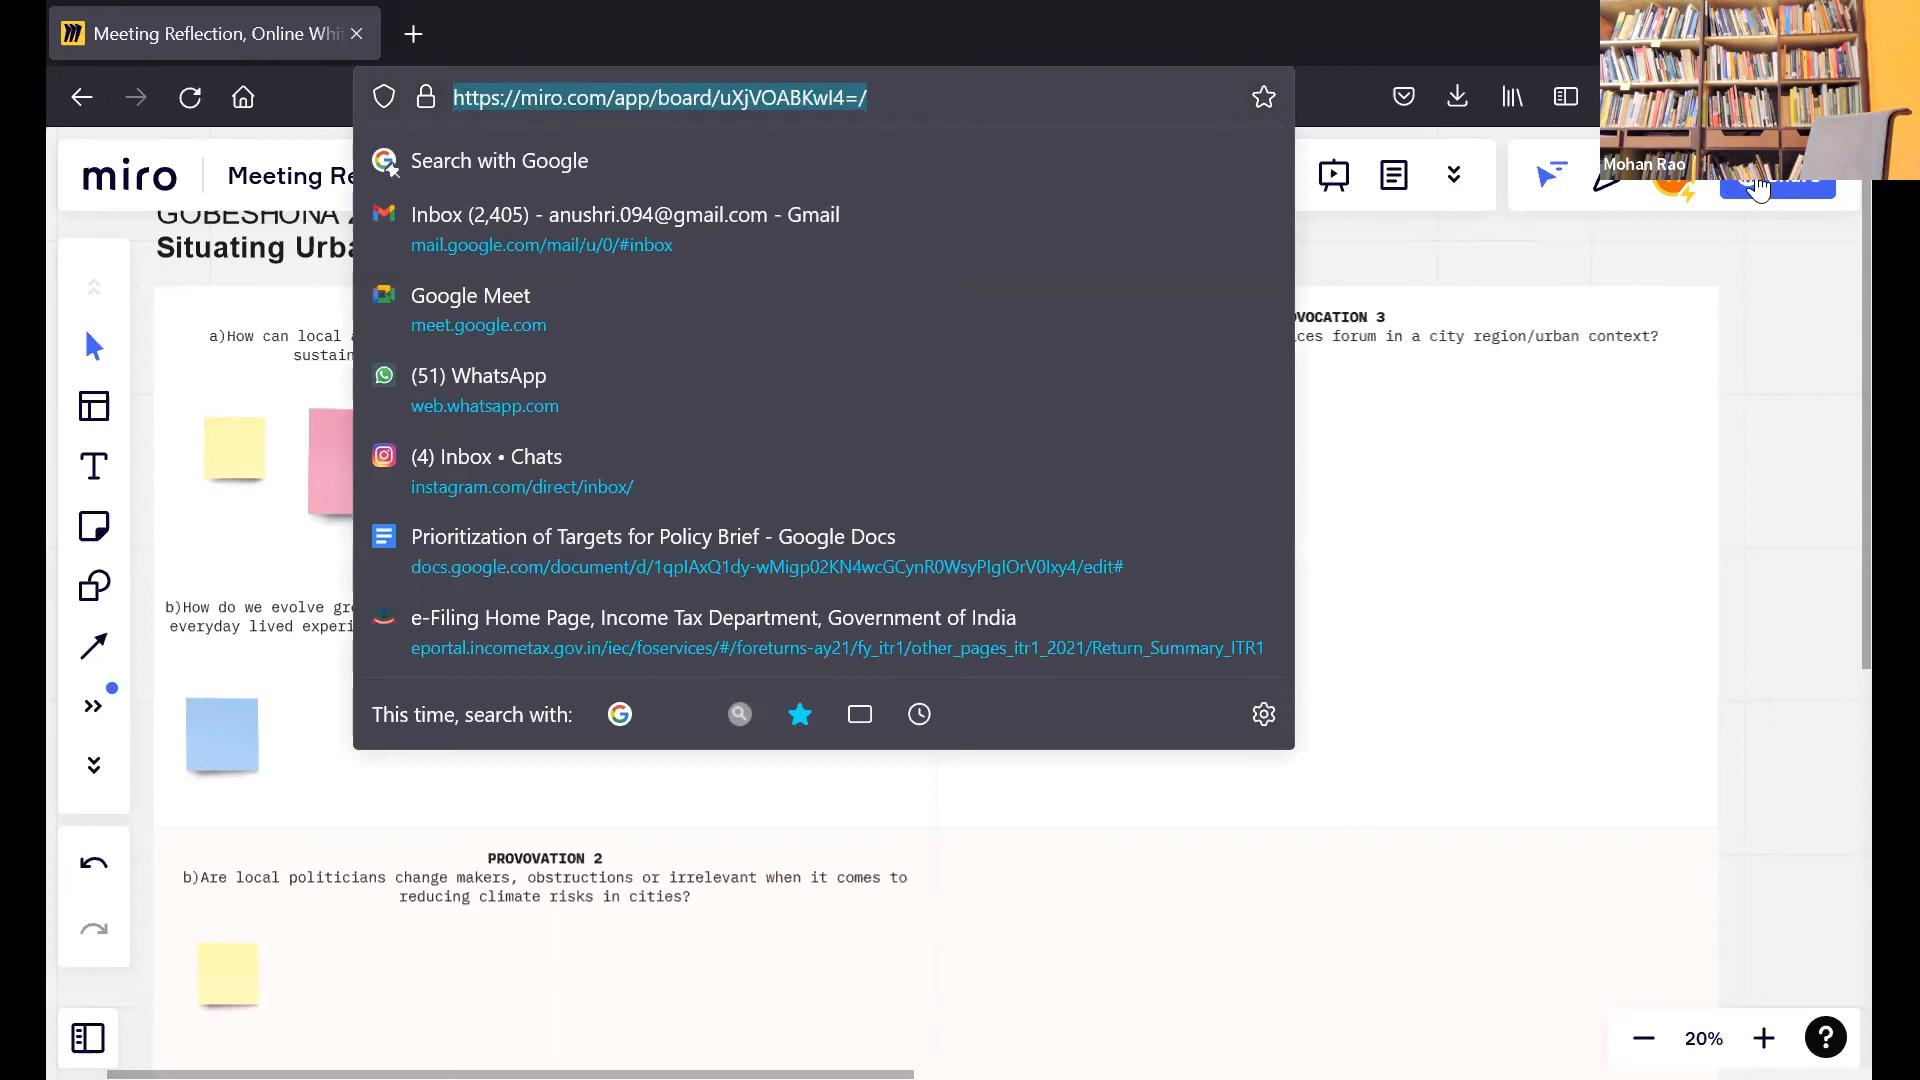 Meeting Reflection, Online Whi
https://miro.com/app/board/uXjVOABKwI4=/
Search with Google
Inbox (2,405) - anushri.094@gmail.com - Gmail
mail.google.com/mail/u/0/#inbox
Google Meet
meet.google.com
(51) WhatsApp
web.whatsapp.com
(4) Inbox • Chats
instagram.com/direct/inbox/
Prioritization of Targets for Policy Brief - Google Docs
docs.google.com/document/d/1qpIAxQ1dy-wMigp02KN4wcGCynR0WsyPIgIOrV0Ixy4/edit#
e-Filing Home Page, Income Tax Department, Government of India
eportal.incometax.gov.in/iec/foservices/#/foreturns-ay21/fy_itr1/other_pages_itr1_2021/Return_Summary_ITR1
This time, search with:
Mohan Rao
miro
Meeting Re
GOBESHONA
Situating Urba
a)How can local a
sustain
VOCATION 3
ces forum in a city region/urban context?
b)How do we evolve gr
everyday lived experi
PROVOVATION 2
b)Are local politicians change makers, obstructions or irrelevant when it comes to
reducing climate risks in cities?
20%